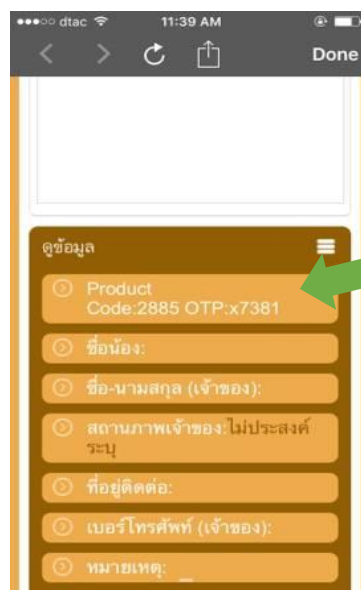 dtac 11:39 AM
Done
ดูข้อมูล
Product
Code:2885 OTP:x7381
ชื่อน้อง:
ชื่อ-นามสกุล (เจ้าของ):
สถานภาพเจ้าของ:ไม่ประสงค์
ระบุ
ที่อยู่ติดต่อ:
เบอร์โทรศัพท์ (เจ้าของ):
หมายเหตุ: